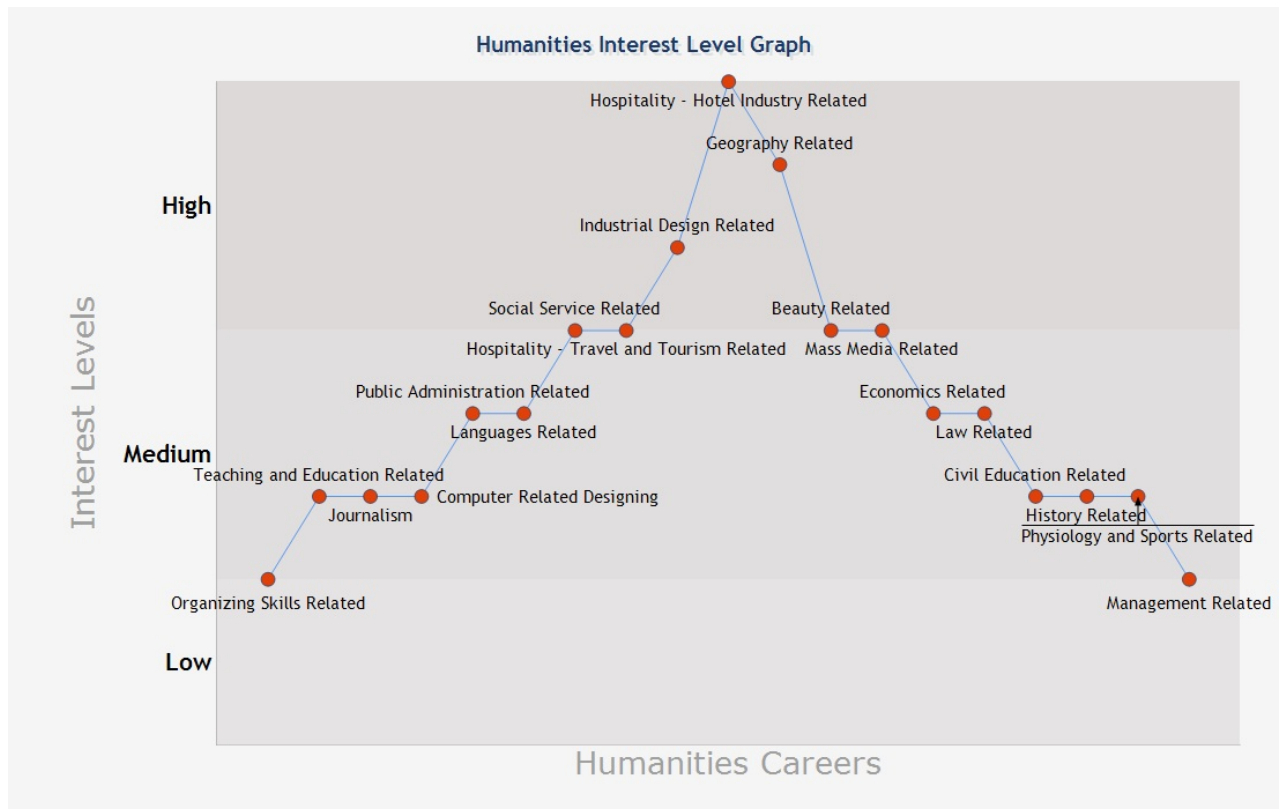 Humanities Interest Level Graph
Hospitality - Hotel Industry Related
Geography Related
High
Industrial Design Related
Social Service Related
Beauty Related
Hospitality - Travel and Tourism Related
Mass Media Related
Interest Levels
Public Administration Related
Economics Related
Languages Related
Law Related
Medium
Teaching and Education Related
Civil Education Related
Computer Related Designing
Journalism
History Related
Physiology and Sports Related
Organizing Skills Related
Management Related
Low
Humanities Careers